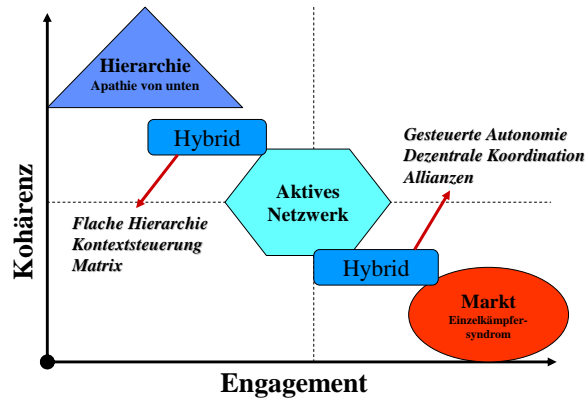 Hierarchie
Apathie von unten
Hybrid
Gesteuerte Autonomie
Dezentrale Koordination
Allianzen
Aktives
Netzwerk
Flache Hierarchie
Kontextsteuerung
Matrix
Hybrid
Markt
Einzelkämpfer-
syndrom
Kohärenz
Engagement